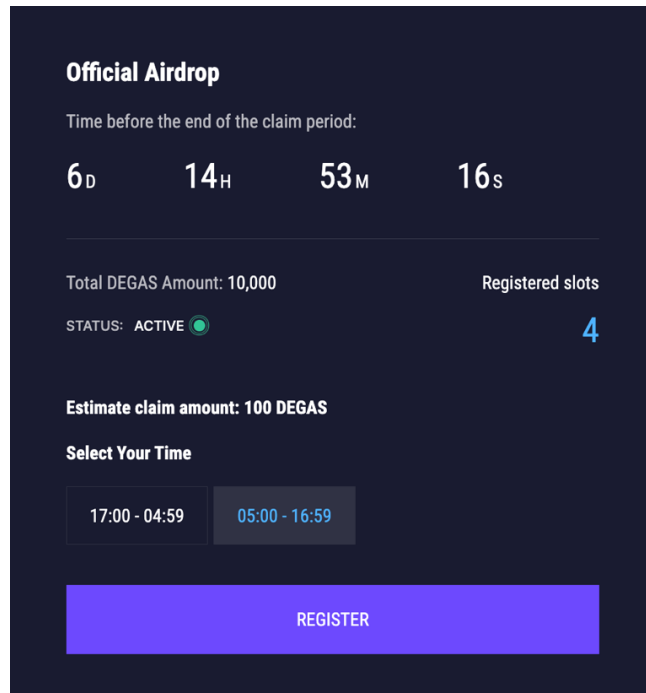 Official Airdrop
Time before the end of the claim period:
6D 14H 53M 16S
Total DEGAS Amount: 10,000 Registered slots
STATUS: ACTIVE 4
Estimate claim amount: 100 DEGAS
Select Your Time
17:00 - 04:59 05:00 - 16:59
REGISTER